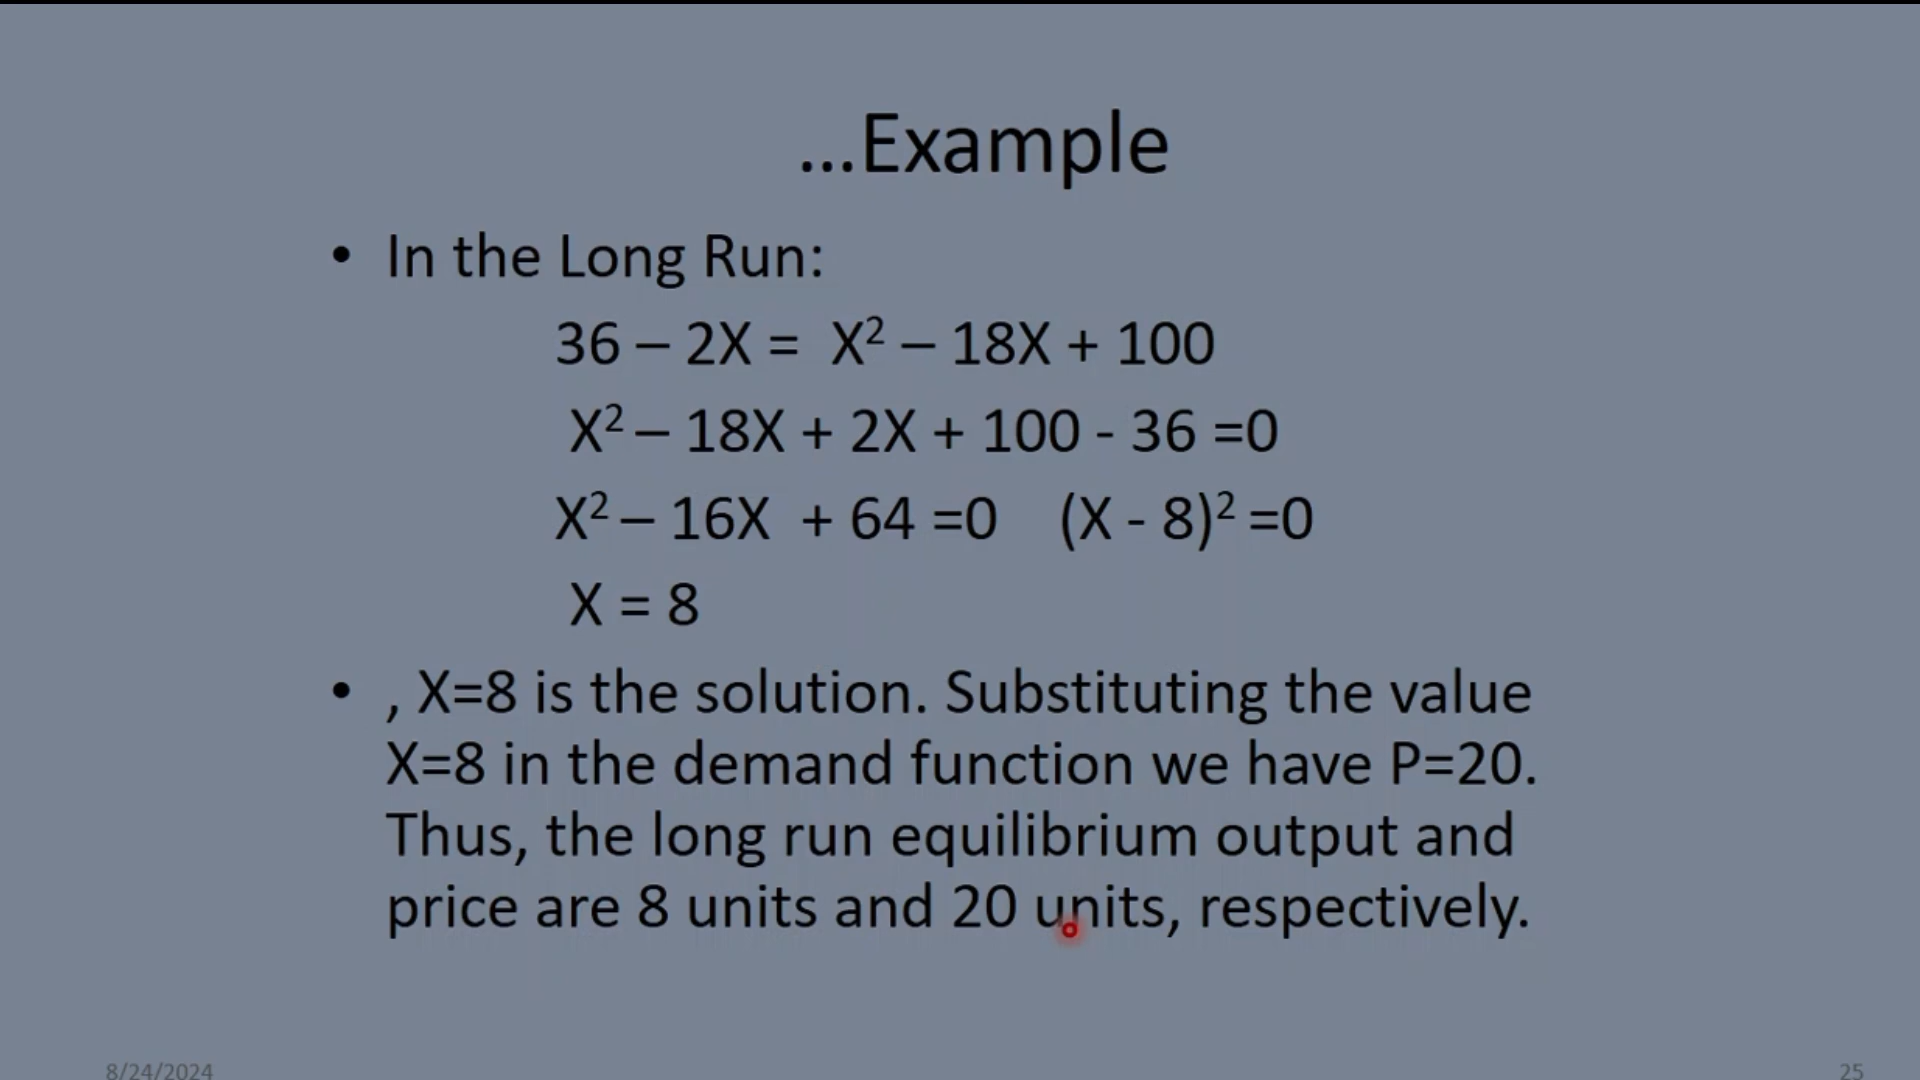 ...Example
• In the Long Run:
36 – 2X = X² – 18X + 100
X² – 18X + 2X + 100 - 36 =0
X² – 16X + 64 =0 (X - 8)² =0
X = 8
• , X=8 is the solution. Substituting the value
X=8 in the demand function we have P=20.
Thus, the long run equilibrium output and
price are 8 units and 20 units, respectively.
8/24/2024
25